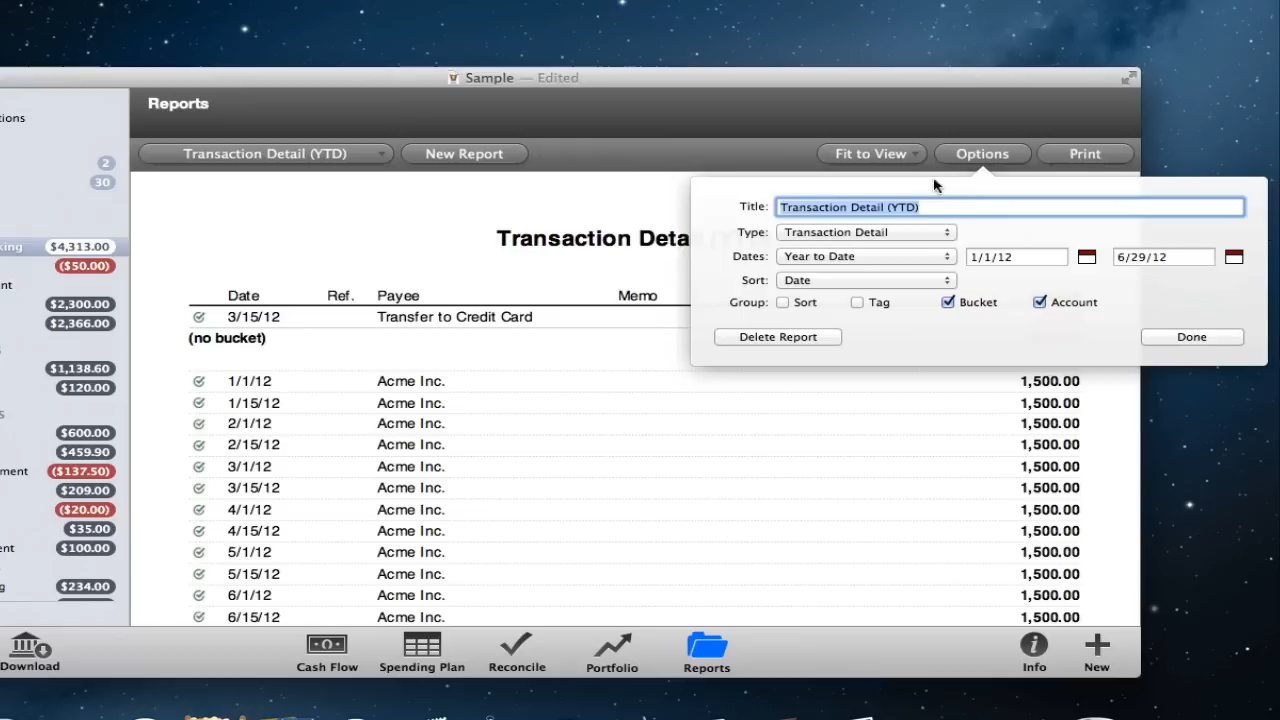 Sample — Edited
Reports
Transaction Detail (YTD) New Report Fit to View Options Print
tions
2
30
king $4,313.00
($50.00)
nt
$2,300.00
$2,366.00
$1,138.60
$120.00
S
$600.00
$459.90
ment ($137.50)
$209.00
($20.00)
$35.00
ent $100.00
g $234.00
Transaction Deta
Date Ref. Payee Memo
3/15/12 Transfer to Credit Card
(no bucket)
1/1/12 Acme Inc. 1,500.00
1/15/12 Acme Inc. 1,500.00
2/1/12 Acme Inc. 1,500.00
2/15/12 Acme Inc. 1,500.00
3/1/12 Acme Inc. 1,500.00
3/15/12 Acme Inc. 1,500.00
4/1/12 Acme Inc. 1,500.00
4/15/12 Acme Inc. 1,500.00
5/1/12 Acme Inc. 1,500.00
5/15/12 Acme Inc. 1,500.00
6/1/12 Acme Inc. 1,500.00
6/15/12 Acme Inc. 1,500.00
Title: Transaction Detail (YTD)
Type: Transaction Detail
Dates: Year to Date 1/1/12 6/29/12
Sort: Date
Group: Sort Tag Bucket Account
Delete Report Done
Download Cash Flow Spending Plan Reconcile Portfolio Reports Info New